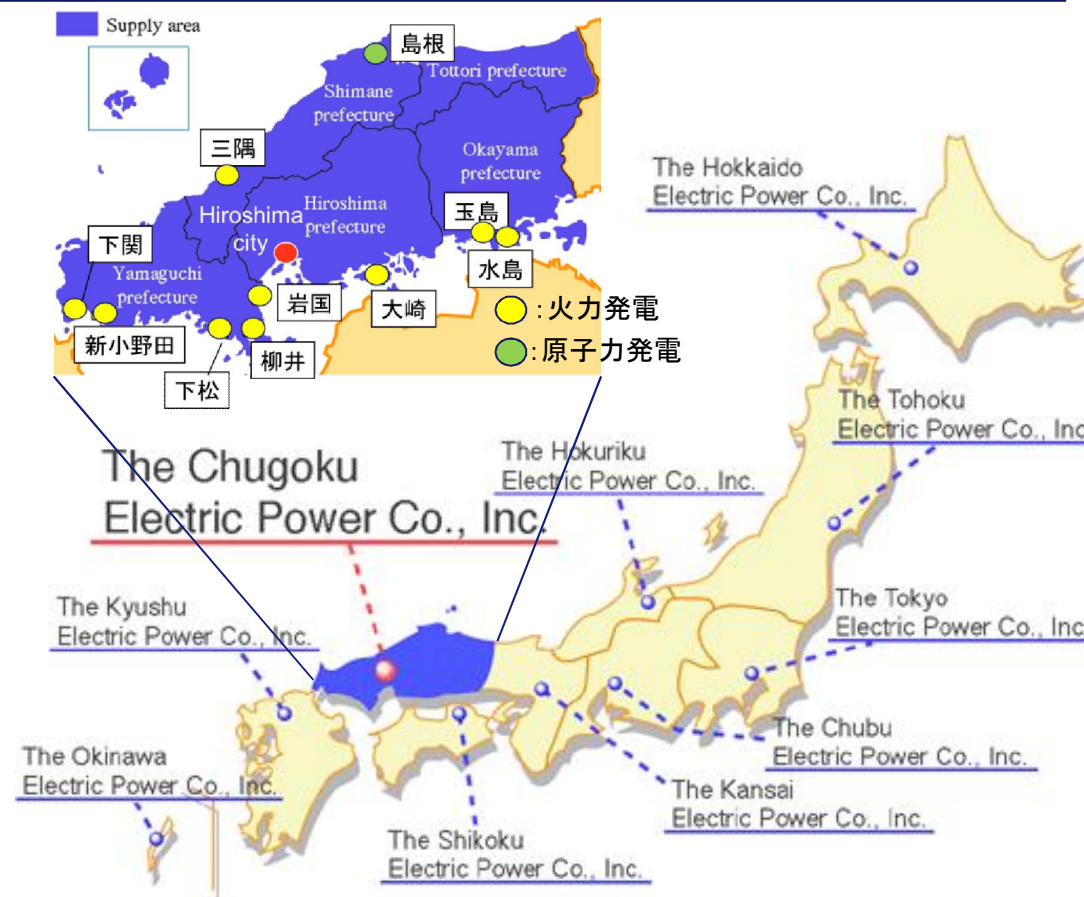 Supply area
島根
Tottori prefecture
Shimane
prefecture
三隅
Okayama
prefecture
Hiroshima
city
Hiroshima
prefecture
玉島
下関
Yamaguchi
prefecture
水島
岩国
大崎
新小野田
柳井
下松
:火力発電
:原子力発電
The Hokkaido
Electric Power Co., Inc.
The Tohoku
Electric Power Co., Inc
The Hokuriku
Electric Power Co., Inc.
The Chugoku
Electric Power Co., Inc.
The Kyushu
Electric Power Co., Inc.
The Tokyo
Electric Power Co., Inc
The Okinawa
Electric Power Co., Inc.
The Chubu
Electric Power Co., Inc.
The Kansai
Electric Power Co., Inc.
The Shikoku
Electric Power Co., Inc.